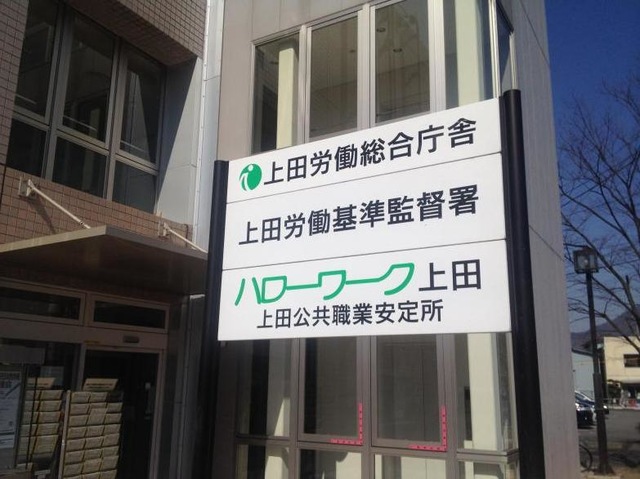 上田労働総合庁舎
上田労働基準監督署
ハローワーク上田
上田公共職業安定所